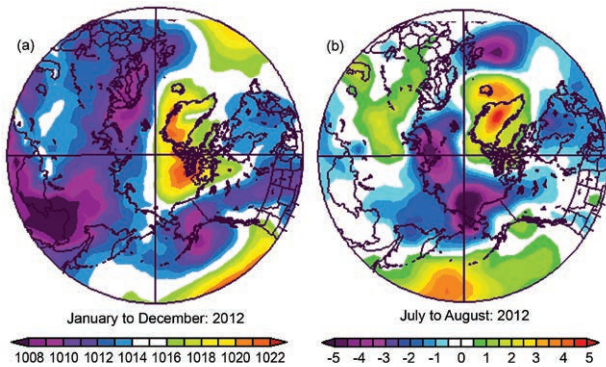 (a)
(b)
January to December: 2012
July to August: 2012
1008 1010 1012 1014 1016 1018 1020 1022
-5 -4 -3 -2 -1 0 1 2 3 4 5